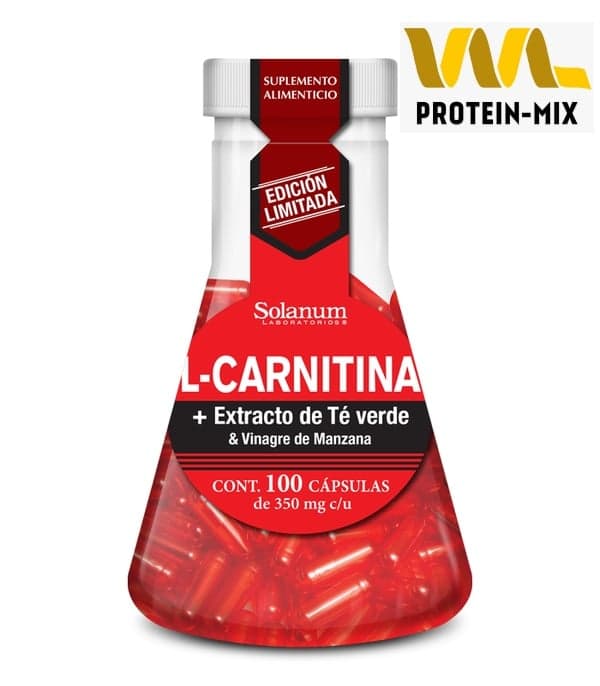 PROTEIN-MIX
SUPLEMENTO
ALIMENTICIO
EDICIÓN
LIMITADA
Solanum
LABORATORIOS®
L-CARNITINA
+ Extracto de Té verde
& Vinagre de Manzana
CONT. 100 CÁPSULAS
de 350 mg c/u